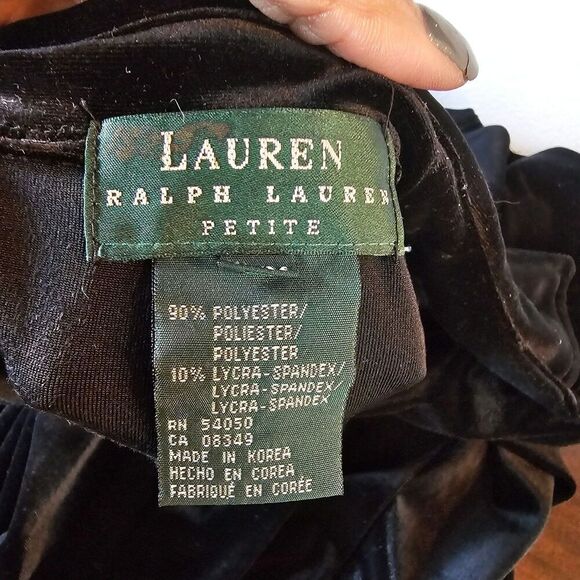 LAUREN
RALPH LAUREN
PETITE
90% POLYESTER/
POLIESTER/
POLYESTER
10% LYCRA-SPANDEX/
LYCRA-SPANDEX/
LYCRA-SPANDEX
RN 54050
CA 08349
MADE IN KOREA
HECHO EN COREA
FABRIQUÉ EN CORÉE